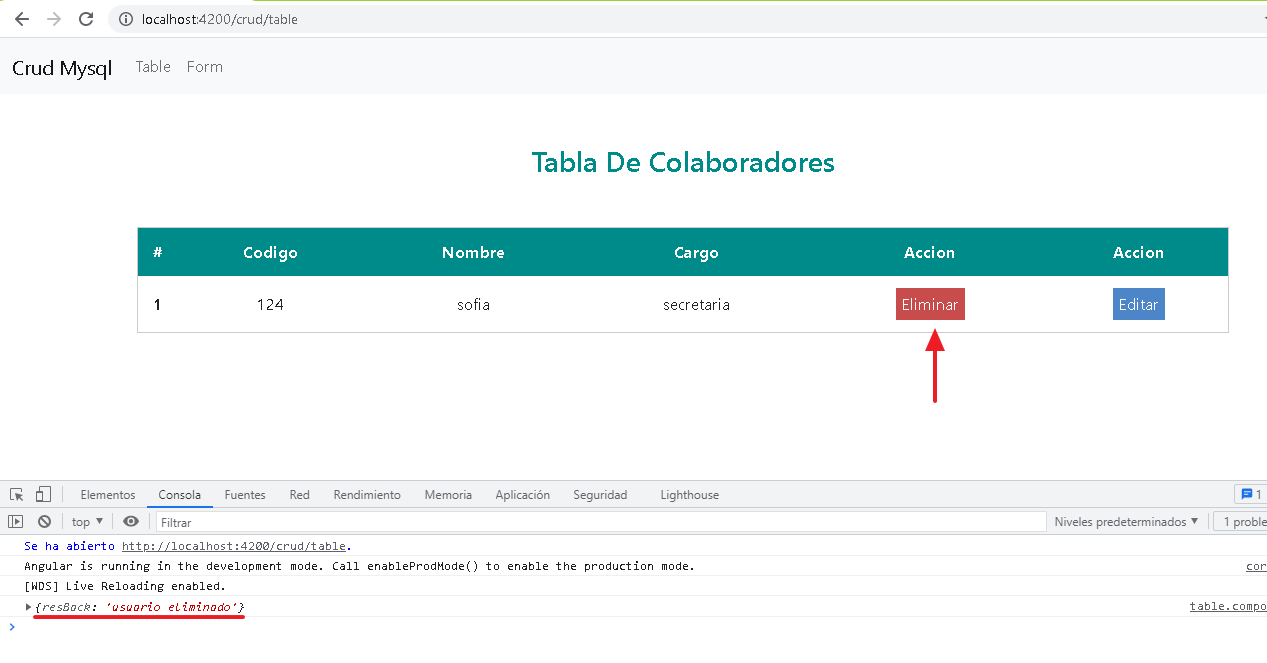 localhost:4200/crud/table
Crud Mysql Table Form
Tabla De Colaboradores
# Codigo Nombre Cargo Accion Accion
1 124 sofia secretaria Eliminar Editar
Elementos Consola Fuentes Red Rendimiento Memoria Aplicación Seguridad Lighthouse 1
top Filtrar Niveles predeterminados 1 proble
Se ha abierto http://localhost:4200/crud/table.
Angular is running in the development mode. Call enableProdMode() to enable the production mode. cor
[WDS] Live Reloading enabled.
{resBack: 'usuario eliminado'} table.compo